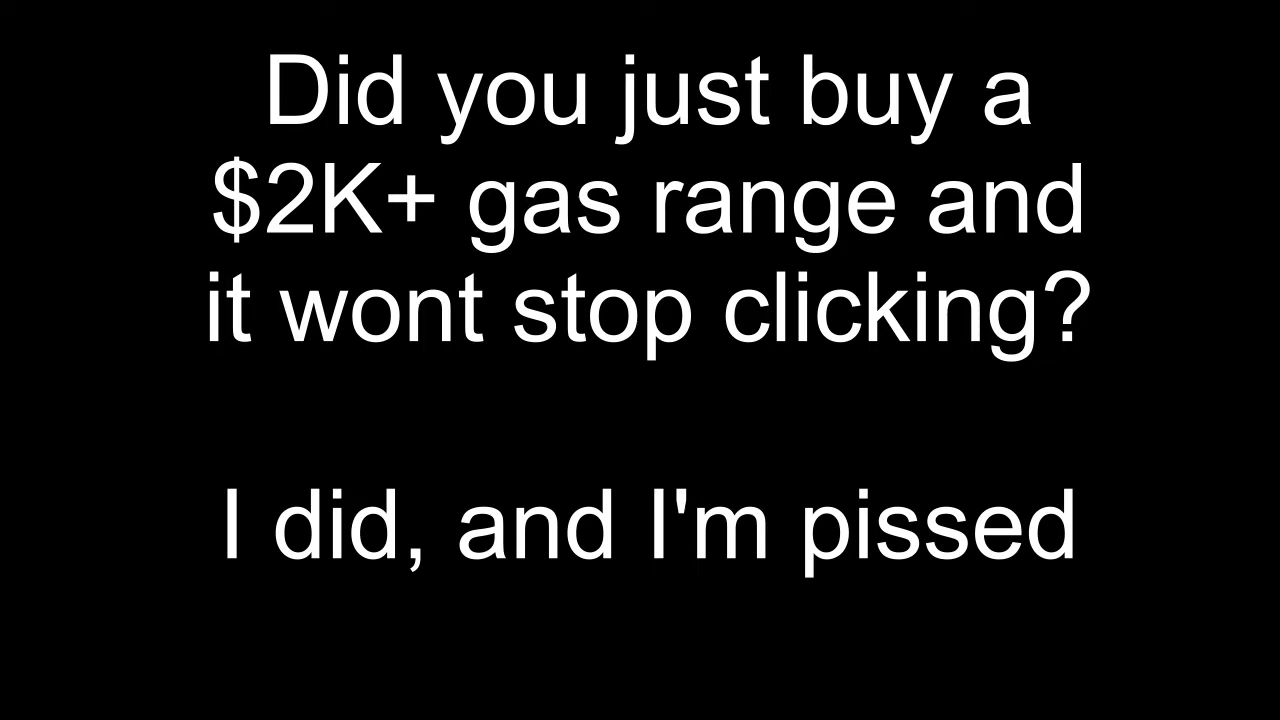 Did you just buy a
$2K+ gas range and
it wont stop clicking?
I did, and I'm pissed